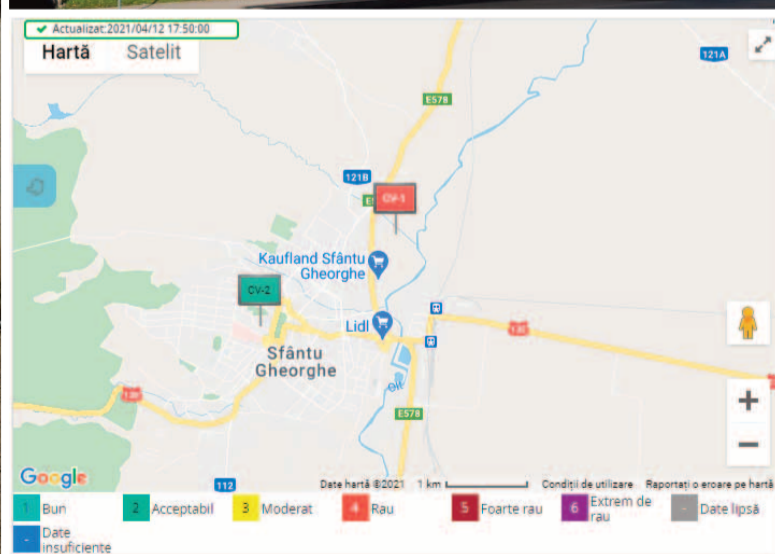 Actualizat:2021/04/12 17:50:00
Hartă Satelit
121A
E578
121B
CV-1
Kaufland Sfântu
Gheorghe
CV-2
Lidl
Sfântu
Gheorghe
E578
112
Google
Date hartă ©2021 1 km Condiții de utilizare Raportați o eroare pe hartă
1 Bun 2 Acceptabil 3 Moderat 4 Rau 5 Foarte rau 6 Extrem de
rau - Date lipsă
- Date
insuficiente